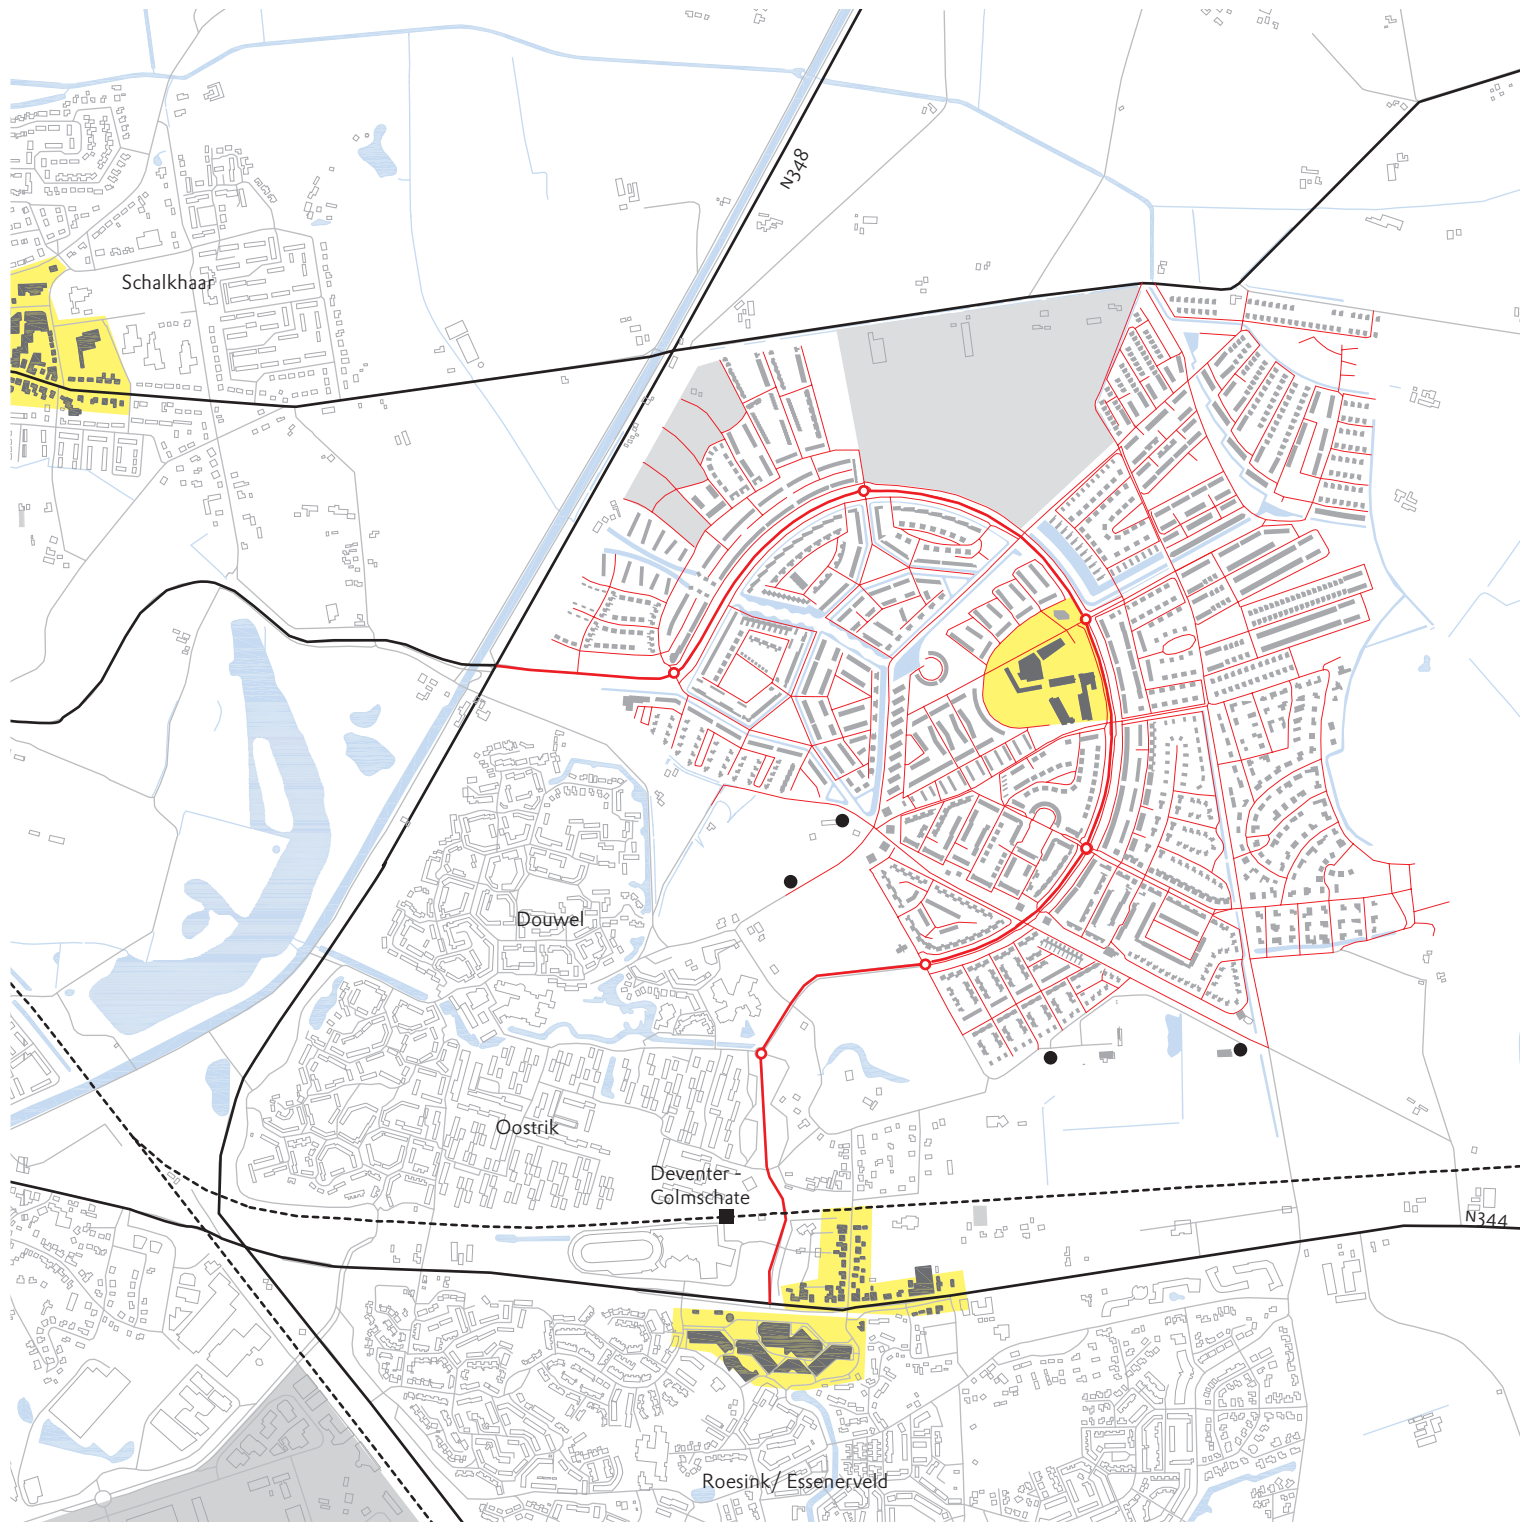 N348
Schalkhaar
Douwel
Oostrik
Deventer -
Colmschate
N344
Roesink/ Essenerveld